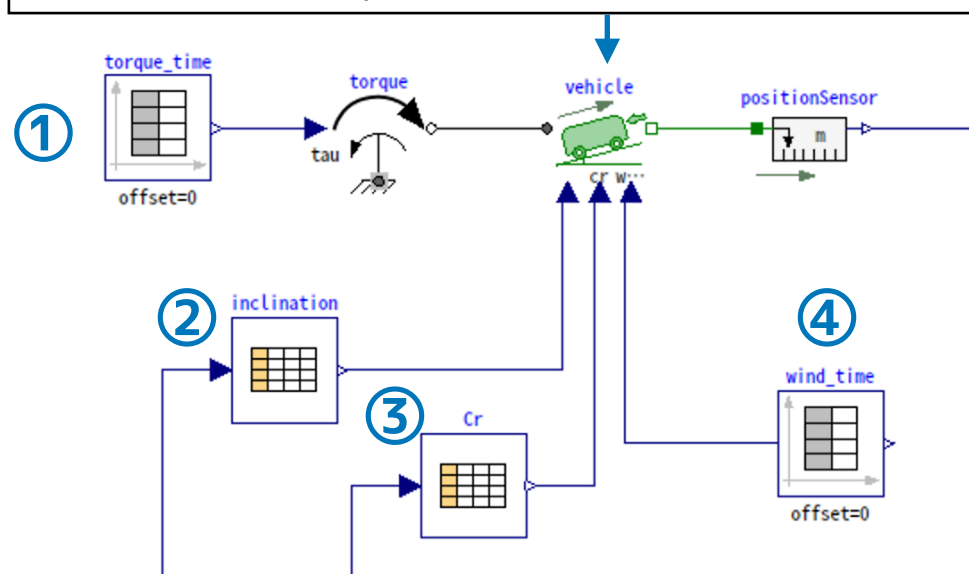 torque_time
torque
vehicle
positionSensor
①
tau
m
offset=0
cr w…
②
inclination
④
③
Cr
wind_time
offset=0